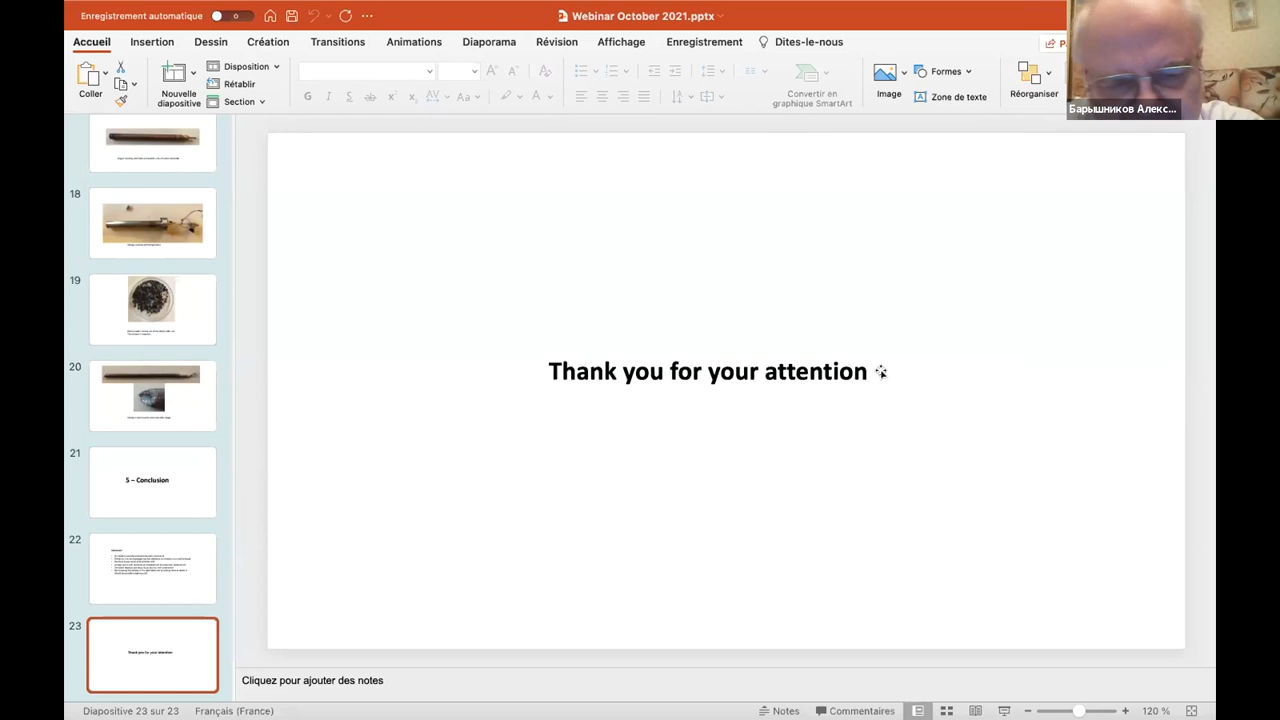 Enregistrement automatique
Webinar October 2021.pptx
Accueil Insertion Dessin Création Transitions Animations Diaporama Révision Affichage Enregistrement Dites-le-nous
Coller
Nouvelle diapositive
Disposition
Rétablir
Section
G I S
Aa
A
Convertir en graphique SmartArt
Image
Formes
Zone de texte
Réorganiser
Барышников Алекс...
18
19
20
21
5 – Conclusion
22
23
Thank you for your attention
Thank you for your attention
Cliquez pour ajouter des notes
Diapositive 23 sur 23 Français (France) Notes Commentaires 120 %